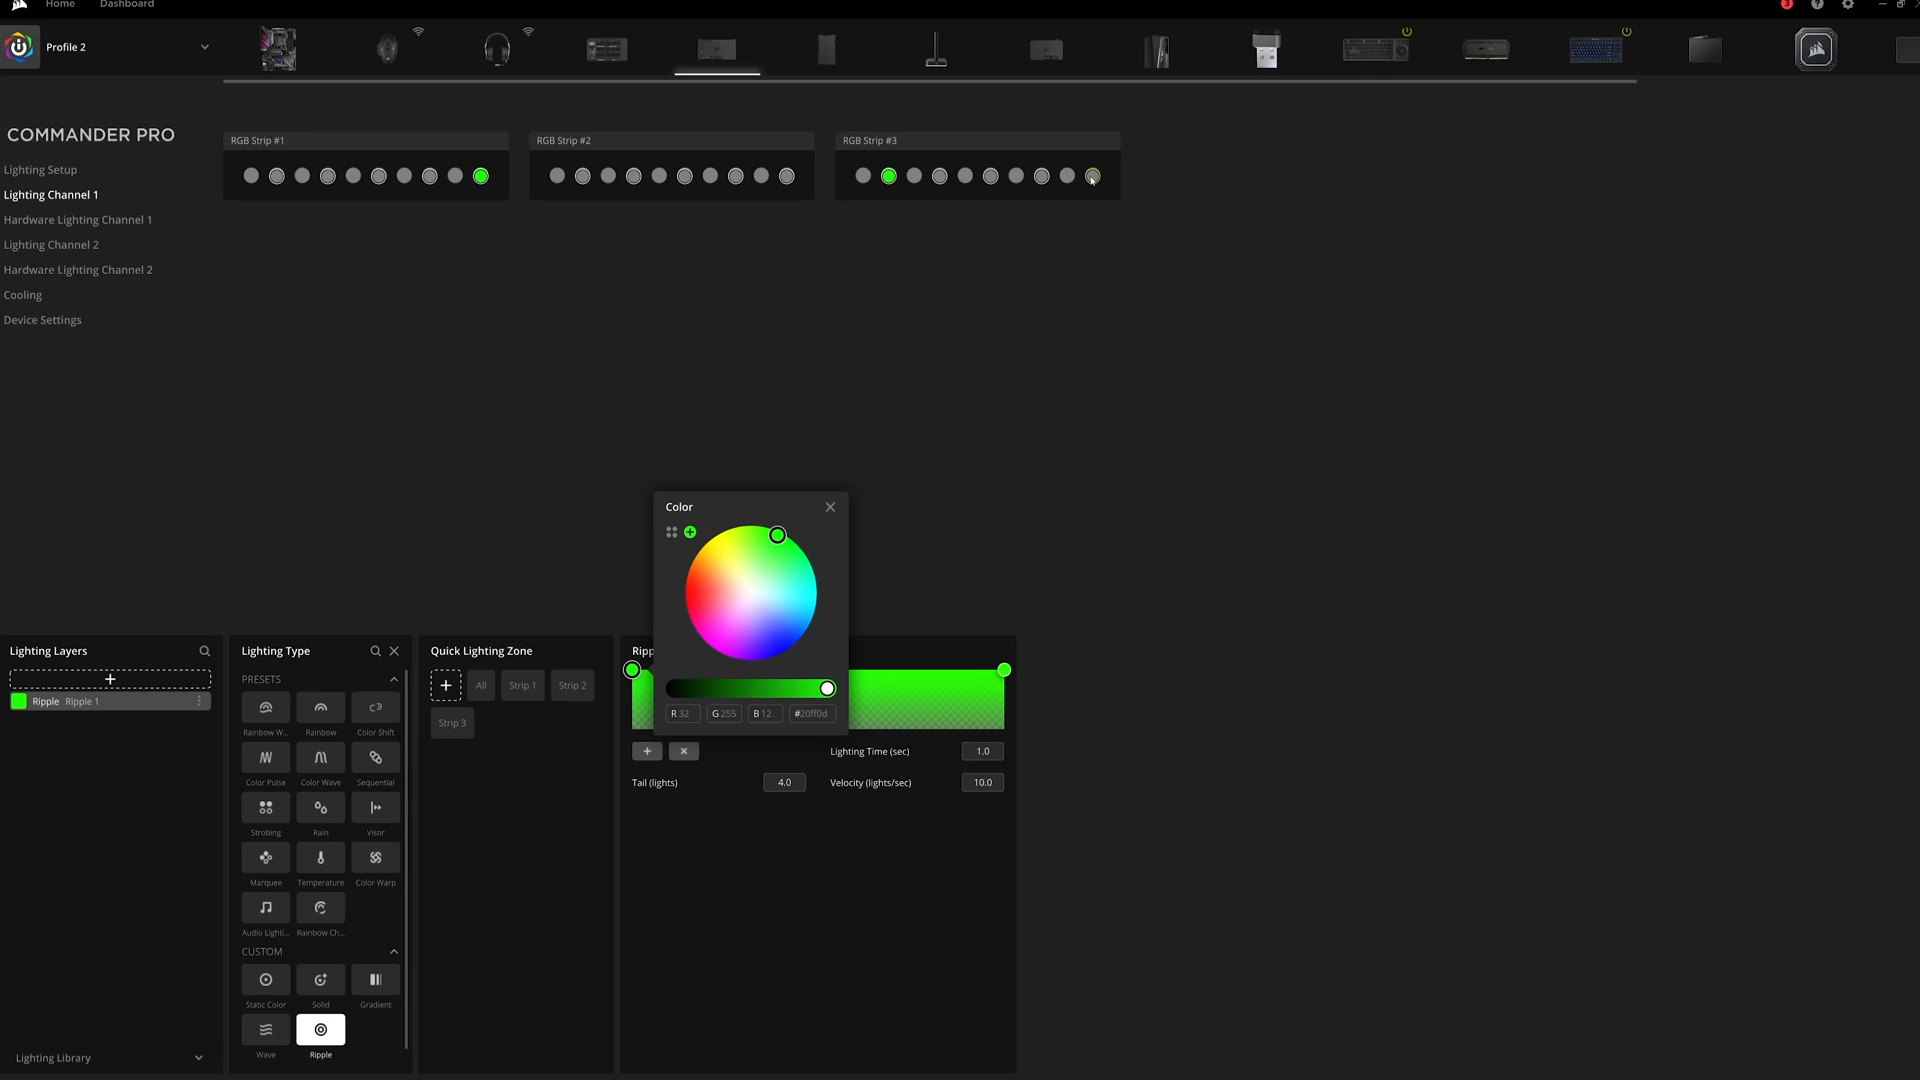 Home
Dashboard
3
Profile 2
COMMANDER PRO
Lighting Setup
Lighting Channel 1
Hardware Lighting Channel 1
Lighting Channel 2
Hardware Lighting Channel 2
Cooling
Device Settings
RGB Strip #1
RGB Strip #2
RGB Strip #3
Color
R 32
G 255
B 12
#20ff0d
Lighting Layers
Ripple Ripple 1
Lighting Library
Lighting Type
PRESETS
Rainbow W...
Rainbow
Color Shift
Color Pulse
Color Wave
Sequential
Strobing
Rain
Visor
Marquee
Temperature
Color Warp
Audio Lighti...
Rainbow Ch...
CUSTOM
Static Color
Solid
Gradient
Wave
Ripple
Quick Lighting Zone
All
Strip 1
Strip 2
Strip 3
Ripp
Lighting Time (sec)
1.0
Tail (lights)
4.0
Velocity (lights/sec)
10.0